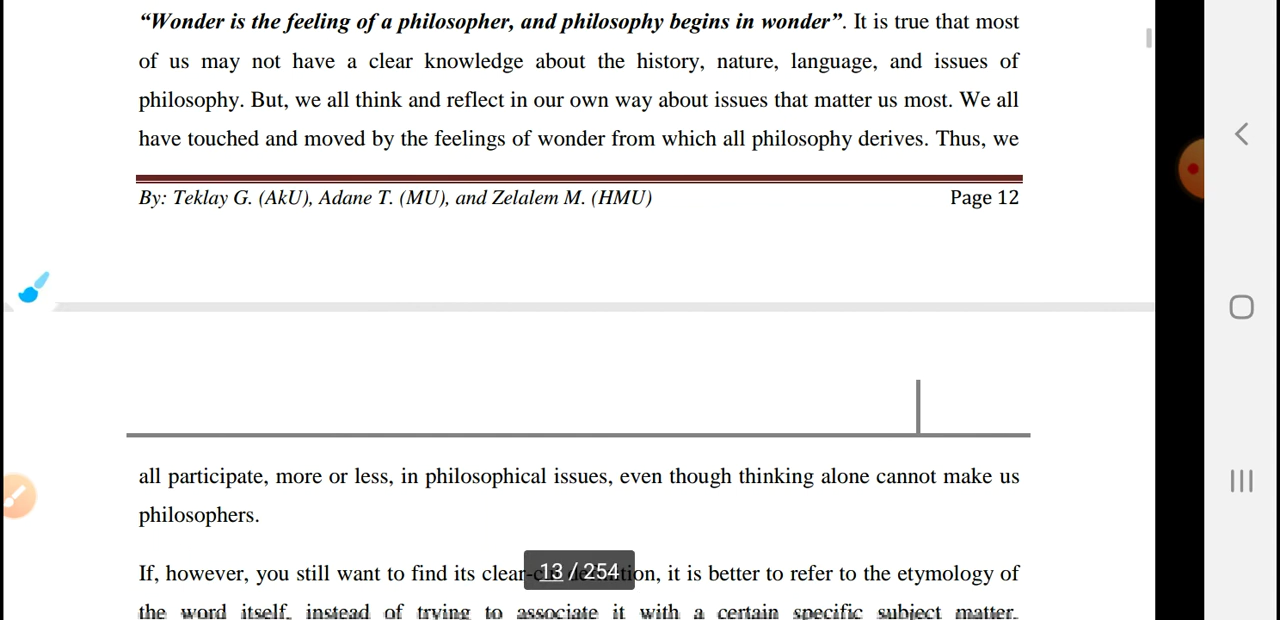 “Wonder is the feeling of a philosopher, and philosophy begins in wonder”. It is true that most
of us may not have a clear knowledge about the history, nature, language, and issues of
philosophy. But, we all think and reflect in our own way about issues that matter us most. We all
have touched and moved by the feelings of wonder from which all philosophy derives. Thus, we
By: Teklay G. (AkU), Adane T. (MU), and Zelalem M. (HMU) Page 12
all participate, more or less, in philosophical issues, even though thinking alone cannot make us
philosophers.
If, however, you still want to find its clear-cut definition, it is better to refer to the etymology of
13 / 254
the word itself, instead of trying to associate it with a certain specific subject matter.